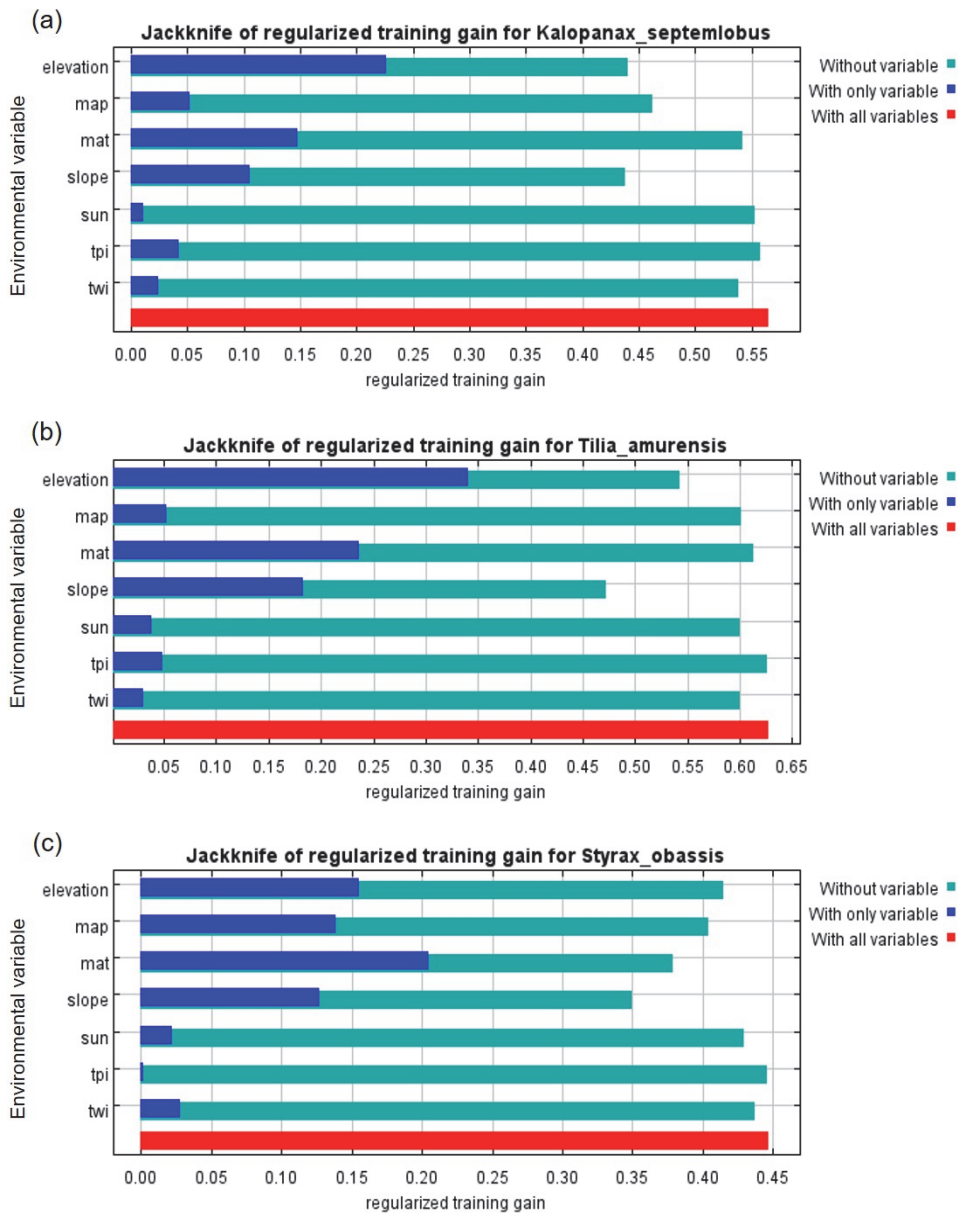 (a)
Jackknife of regularized training gain for Kalopanax_septemlobus
Environmental variable
elevation
map
mat
slope
sun
tpi
twi
Without variable
With only variable
With all variables
0.00 0.05 0.10 0.15 0.20 0.25 0.30 0.35 0.40 0.45 0.50 0.55
regularized training gain
(b)
Jackknife of regularized training gain for Tilia_amurensis
Environmental variable
elevation
map
mat
slope
sun
tpi
twi
Without variable
With only variable
With all variables
0.05 0.10 0.15 0.20 0.25 0.30 0.35 0.40 0.45 0.50 0.55 0.60 0.65
regularized training gain
(c)
Jackknife of regularized training gain for Styrax_obassis
Environmental variable
elevation
map
mat
slope
sun
tpi
twi
Without variable
With only variable
With all variables
0.00 0.05 0.10 0.15 0.20 0.25 0.30 0.35 0.40 0.45
regularized training gain